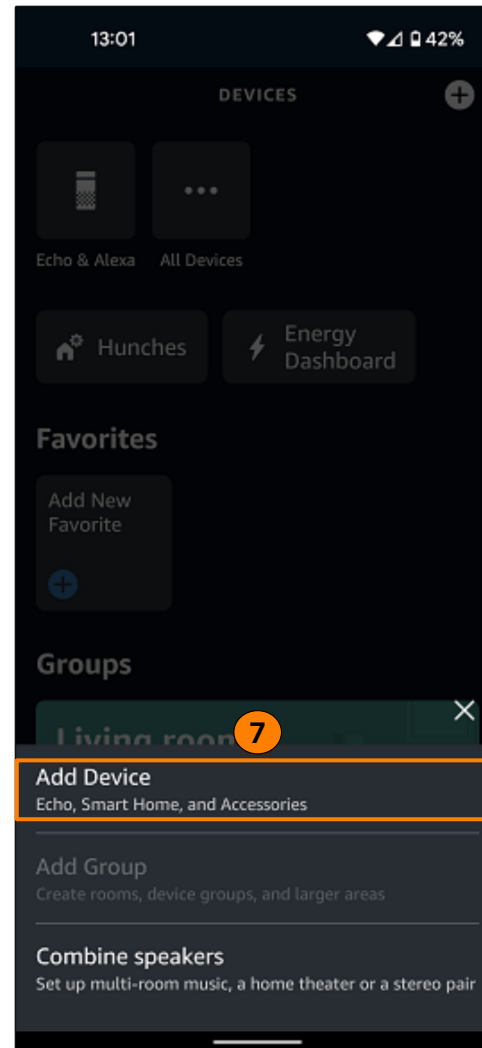 13:01 42%
DEVICES
Echo & Alexa All Devices
Hunches
Energy
Dashboard
Favorites
Add New
Favorite
Groups
Living room
7
Add Device
Echo, Smart Home, and Accessories
Add Group
Create rooms, device groups, and larger areas
Combine speakers
Set up multi-room music, a home theater or a stereo pair